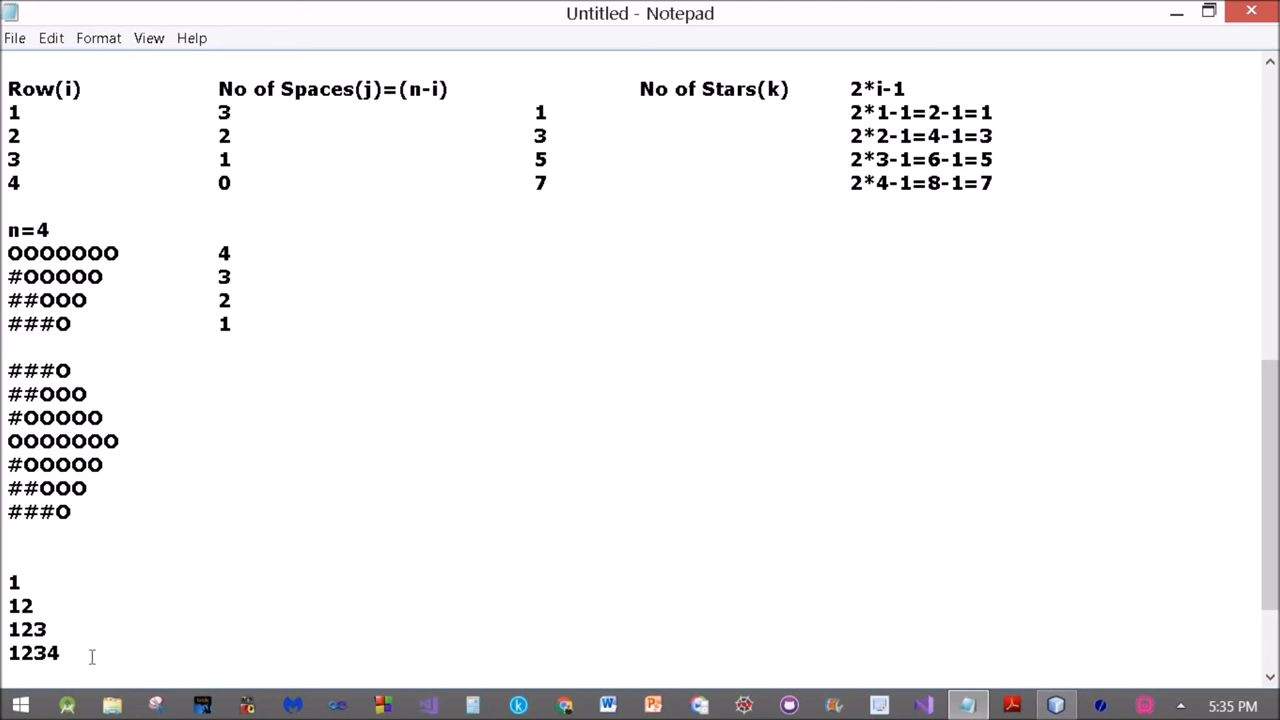 Untitled - Notepad
File Edit Format View Help
Row(i) No of Spaces(j)=(n-i) No of Stars(k) 2*i-1
1 3 1 2*1-1=2-1=1
2 2 3 2*2-1=4-1=3
3 1 5 2*3-1=6-1=5
4 0 7 2*4-1=8-1=7
n=4
OOOOOOO 4
#OOOOO 3
##OOO 2
###O 1
###O
##OOO
#OOOOO
OOOOOOO
#OOOOO
##OOO
###O
1
12
123
1234
5:35 PM